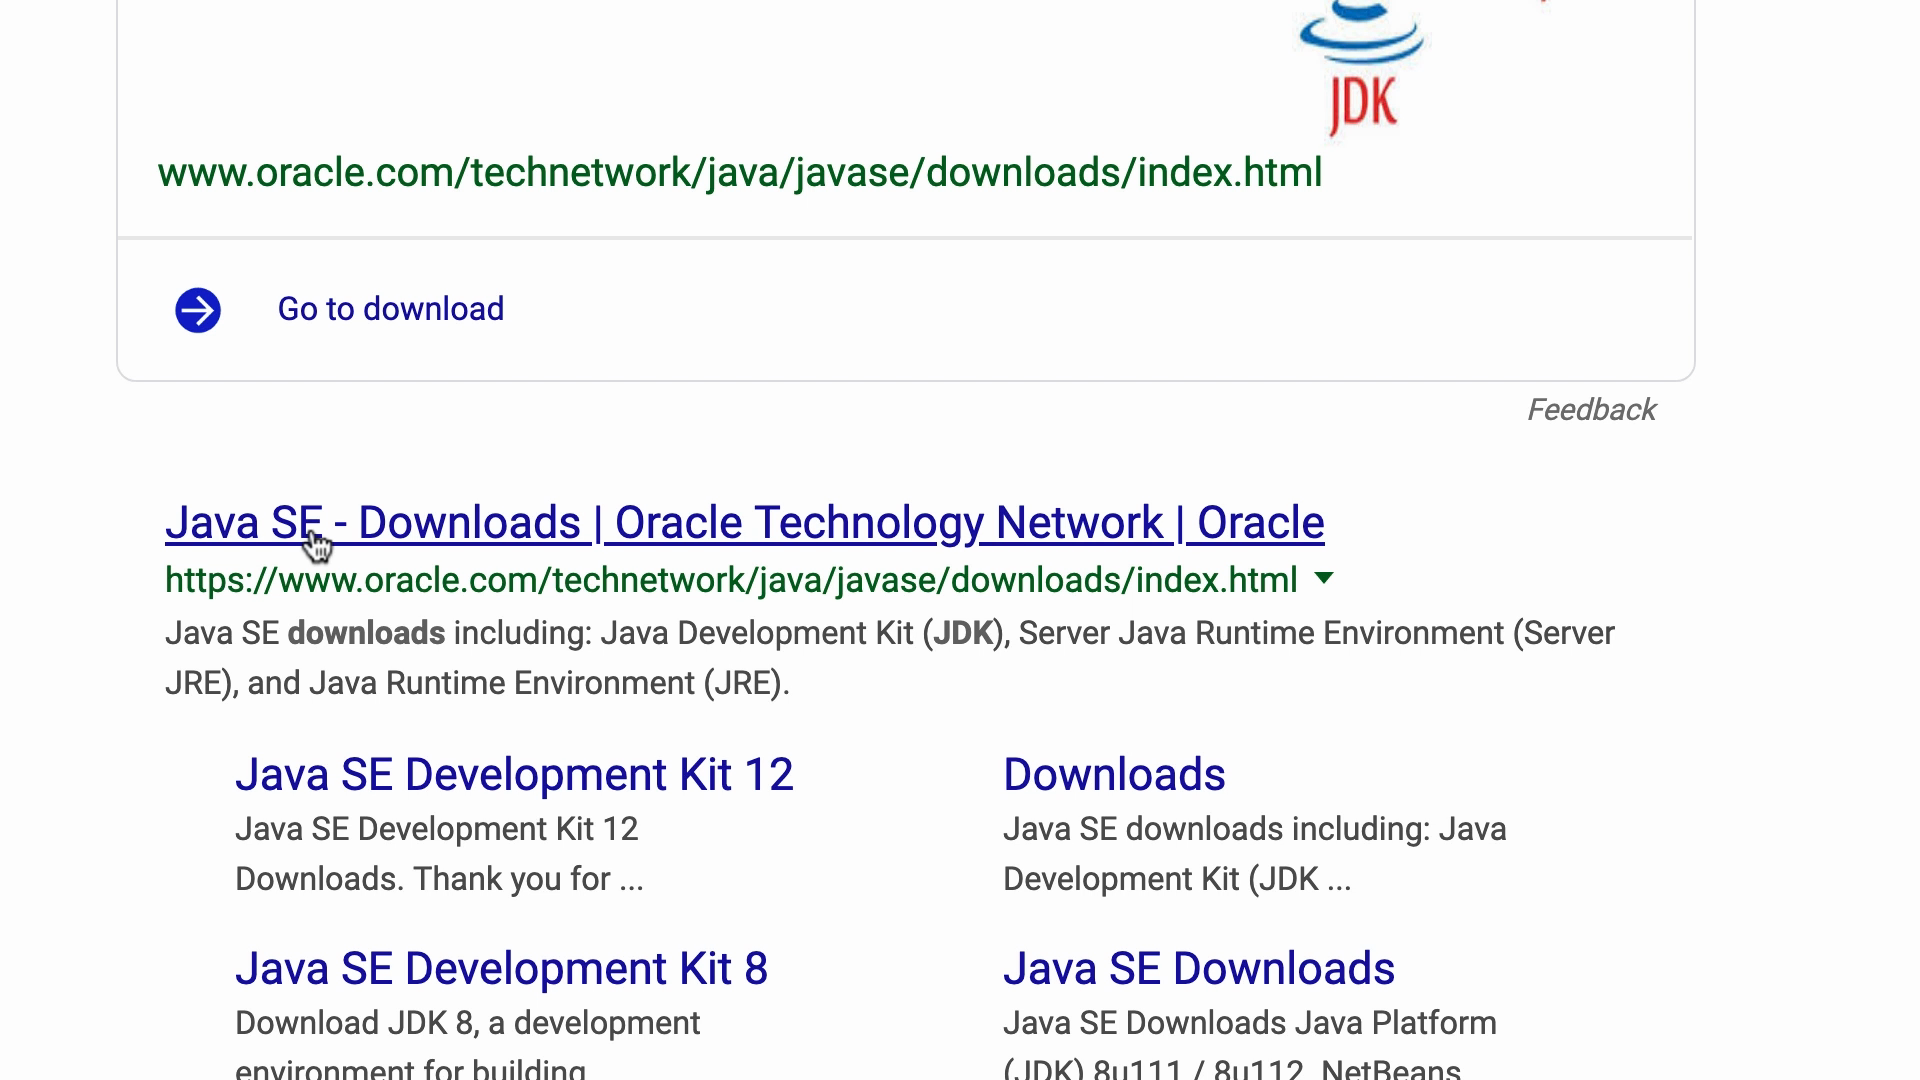 JDK
www.oracle.com/technetwork/java/javase/downloads/index.html
Go to download
Feedback
Java SE - Downloads | Oracle Technology Network | Oracle
https://www.oracle.com/technetwork/java/javase/downloads/index.html
Java SE downloads including: Java Development Kit (JDK), Server Java Runtime Environment (Server
JRE), and Java Runtime Environment (JRE).
Java SE Development Kit 12
Java SE Development Kit 12
Downloads. Thank you for ...
Downloads
Java SE downloads including: Java
Development Kit (JDK ...
Java SE Development Kit 8
Download JDK 8, a development
environment for building
Java SE Downloads
Java SE Downloads Java Platform
(JDK) 8u111 / 8u112. NetBeans